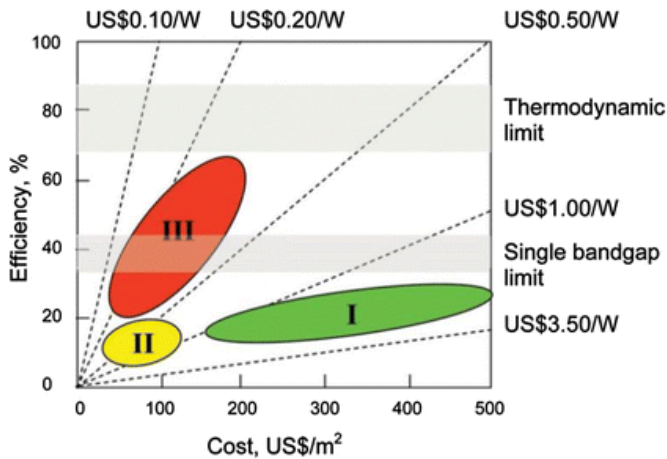 US$0.10/W US$0.20/W US$0.50/W
100
80
60
40
20
0
Efficiency, %
Thermodynamic
limit
US$1.00/W
Single bandgap
limit
US$3.50/W
III
II
I
0 100 200 300 400 500
Cost, US$/m²